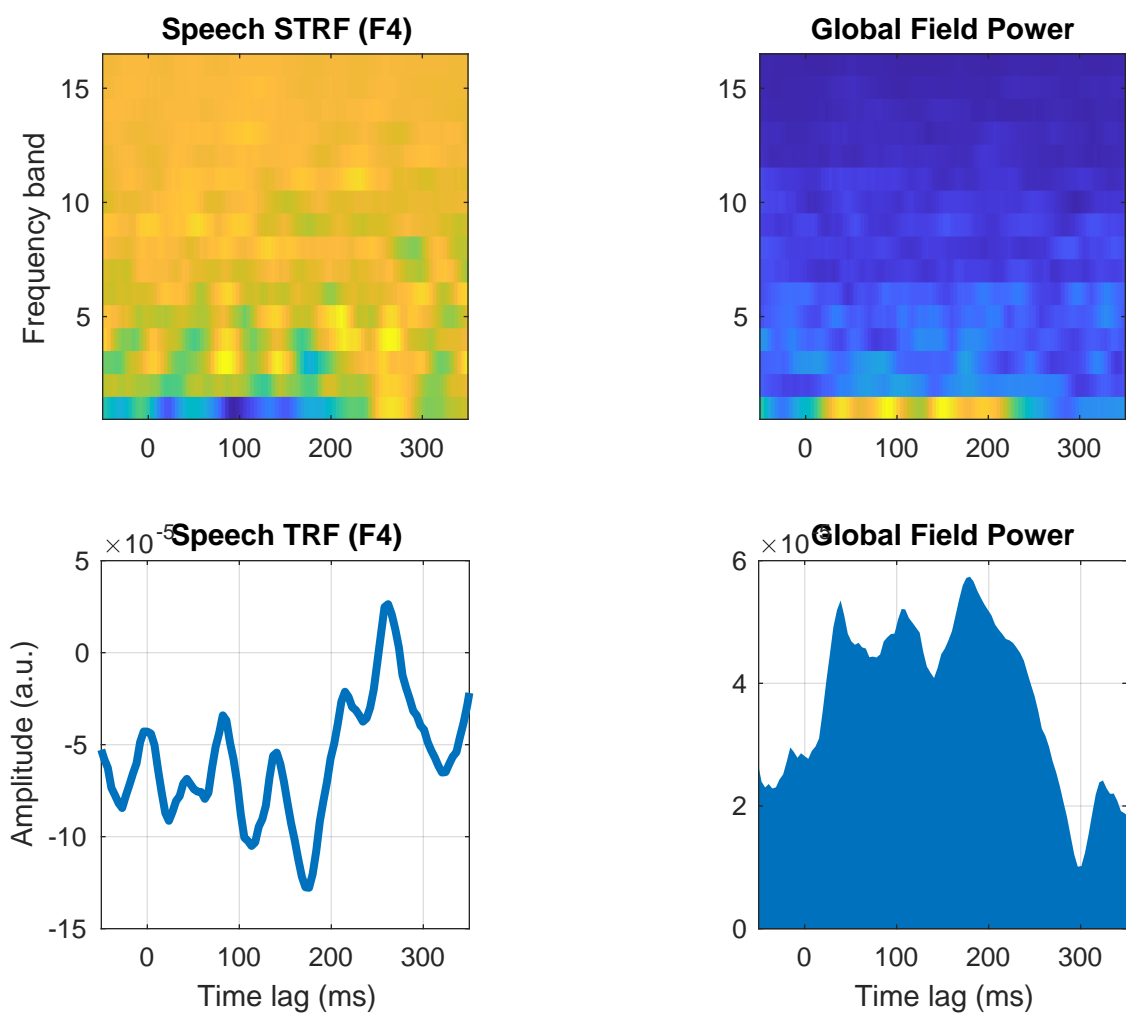 Speech STRF (F4)
Frequency band
15
10
5
0 100 200 300
Global Field Power
15
10
5
0 100 200 300
Speech TRF (F4)
×10^-5
Amplitude (a.u.)
5
0
-5
-10
-15
0 100 200 300
Time lag (ms)
Global Field Power
×10
6
4
2
0
0 100 200 300
Time lag (ms)